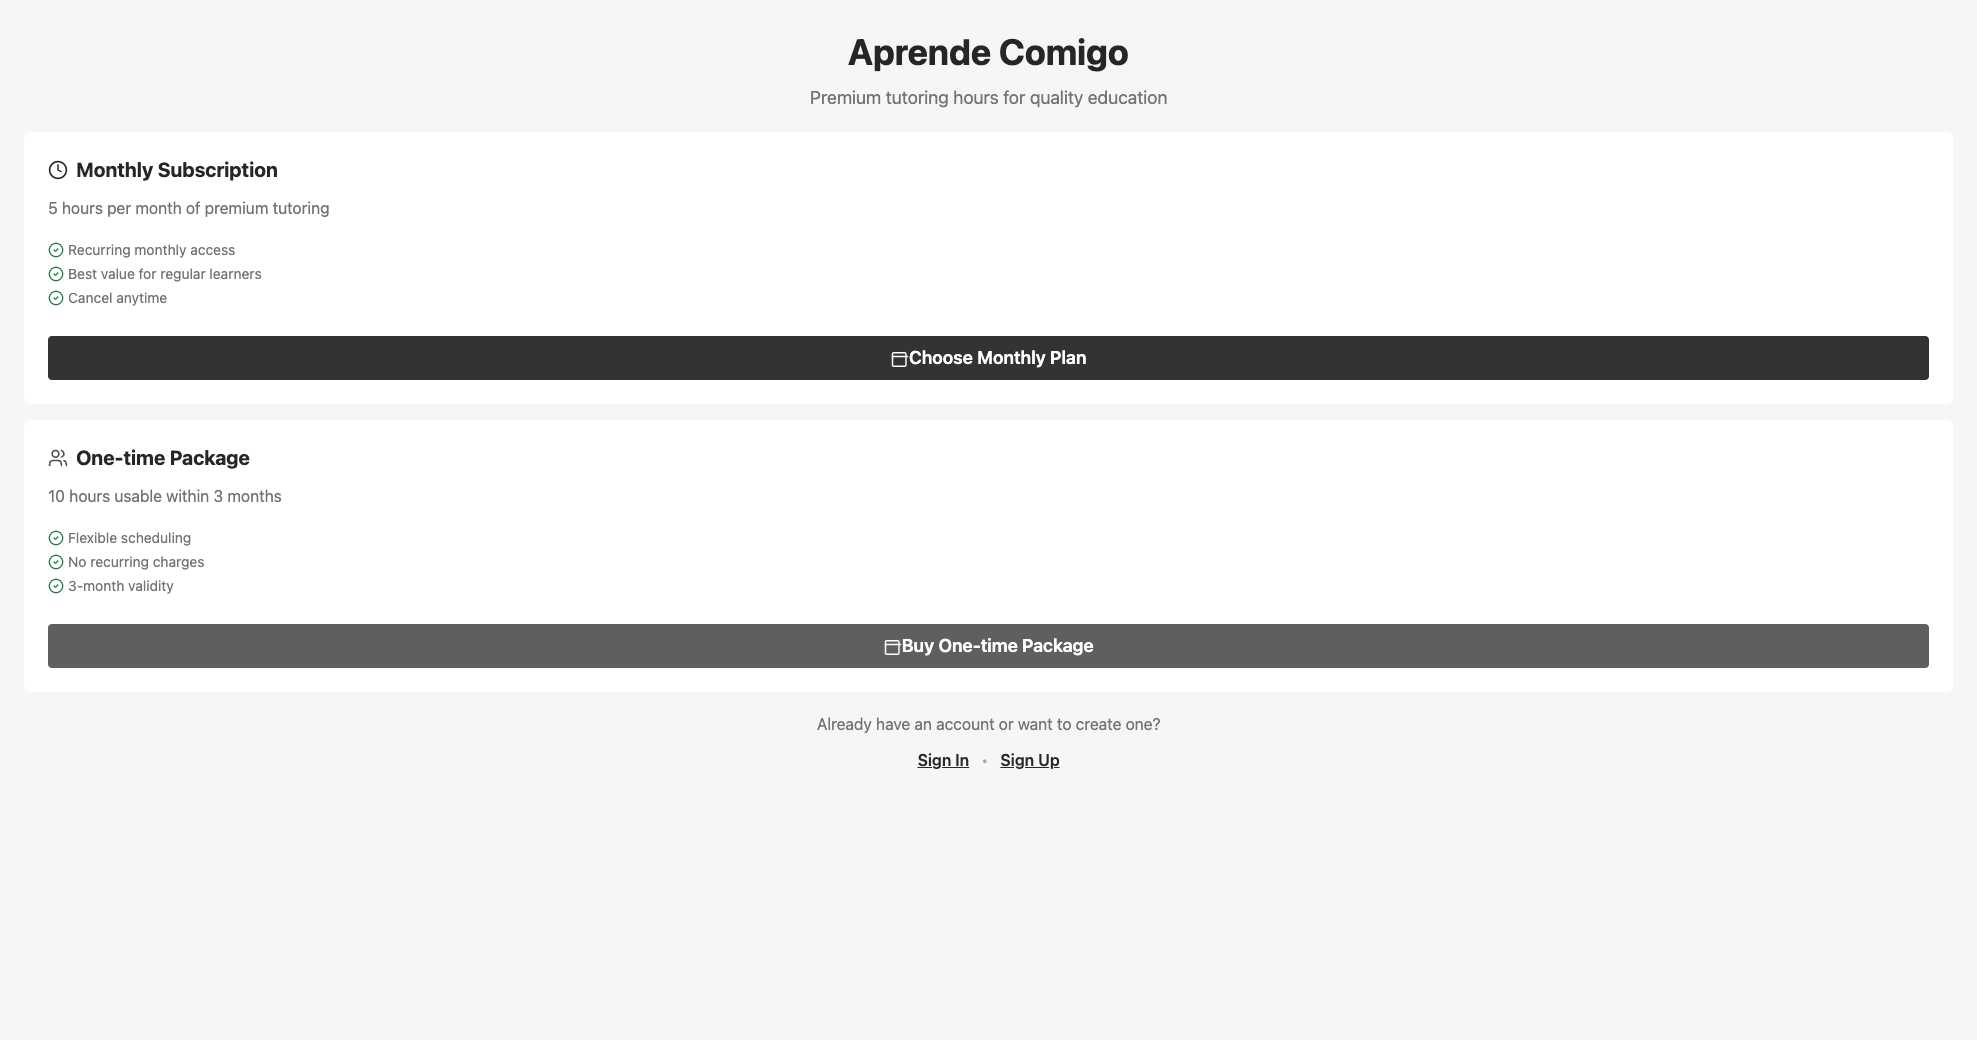 Aprende Comigo
Premium tutoring hours for quality education
Monthly Subscription
5 hours per month of premium tutoring
Recurring monthly access
Best value for regular learners
Cancel anytime
Choose Monthly Plan
One-time Package
10 hours usable within 3 months
Flexible scheduling
No recurring charges
3-month validity
Buy One-time Package
Already have an account or want to create one?
Sign In • Sign Up